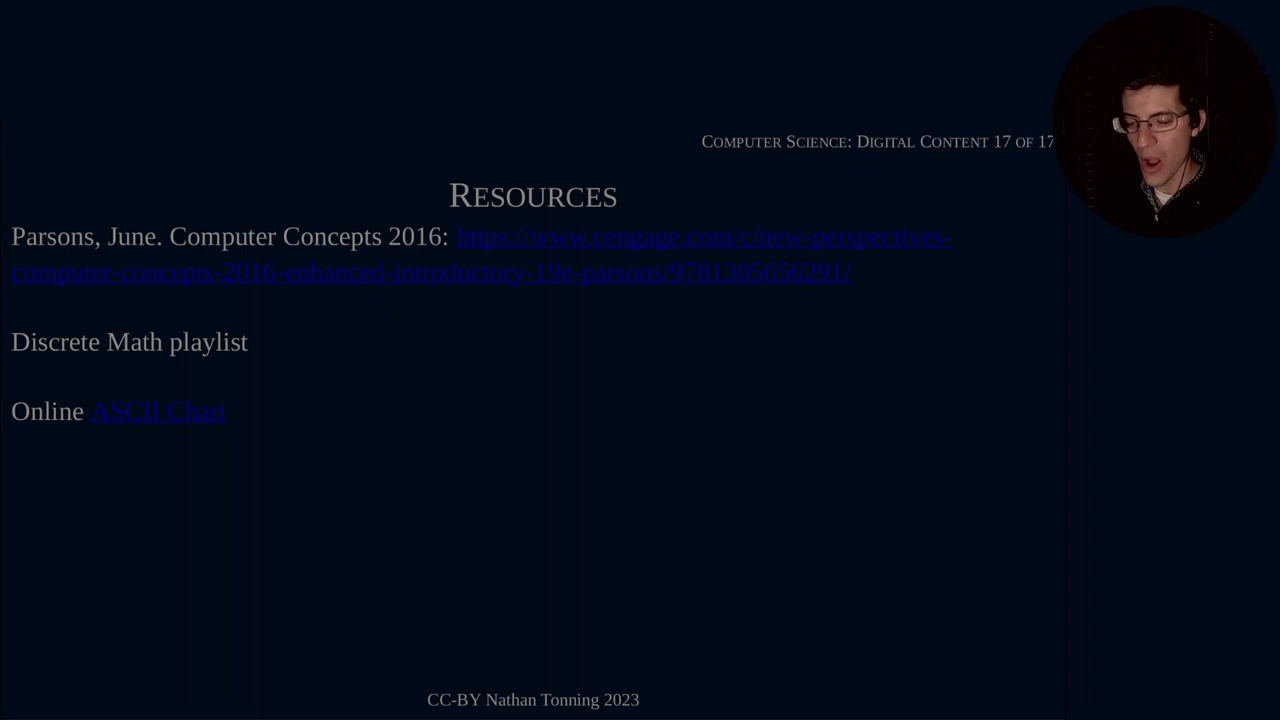 Computer Science: Digital Content 17 of 17
Resources
Parsons, June. Computer Concepts 2016: https://www.cengage.com/c/new-perspectives-
computer-concepts-2016-enhanced-introductory-19e-parsons/9781305656291/
Discrete Math playlist
Online ASCII Chart
CC-BY Nathan Tonning 2023